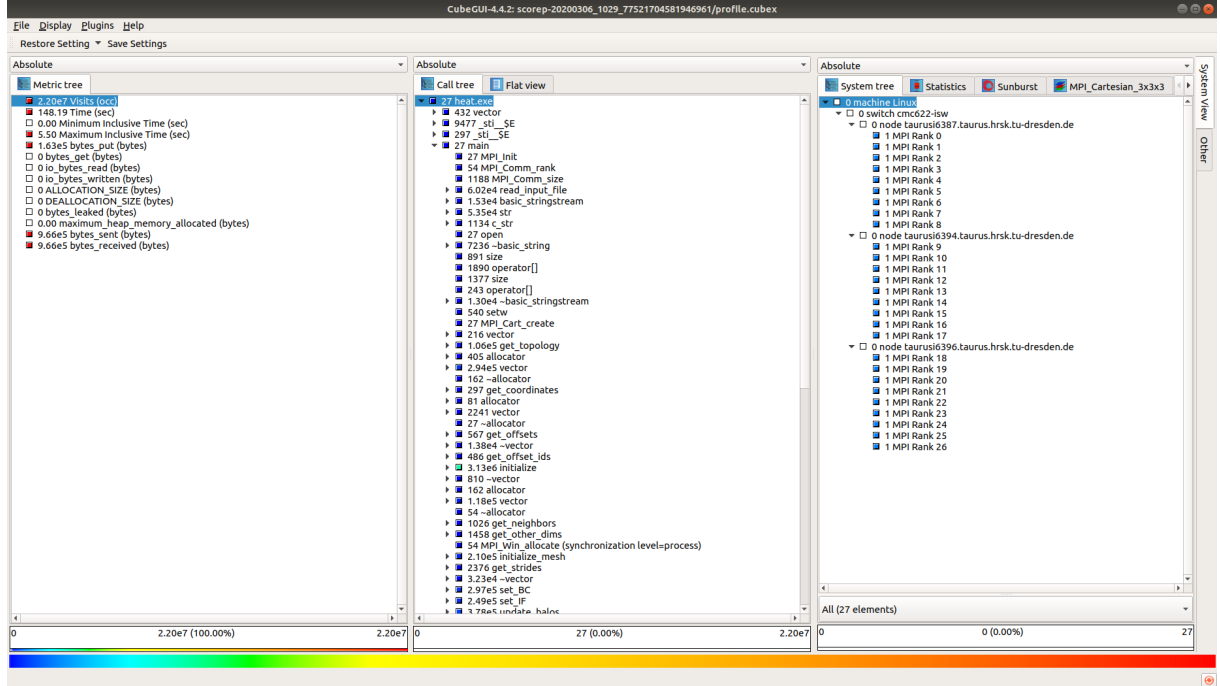 CubeGUI-4.4.2: scorep-20200306_1029_77521704581946961/profile.cubex
File Display Plugins Help
Restore Setting Save Settings
Absolute
Metric tree
2.20e7 Visits (occ)
148.19 Time (sec)
0.00 Minimum Inclusive Time (sec)
5.50 Maximum Inclusive Time (sec)
1.63e5 bytes_put (bytes)
0 bytes_get (bytes)
0 io_bytes_read (bytes)
0 io_bytes_written (bytes)
0 ALLOCATION_SIZE (bytes)
0 DEALLOCATION_SIZE (bytes)
0 bytes_leaked (bytes)
0.00 maximum_heap_memory_allocated (bytes)
9.66e5 bytes_sent (bytes)
9.66e5 bytes_received (bytes)
0 2.20e7 (100.00%) 2.20e7
Absolute
Call tree Flat view
27 heat.exe
432 vector
9477 _sti__$E
297 _sti__$E
27 main
27 MPI_Init
54 MPI_Comm_rank
1188 MPI_Comm_size
6.02e4 read_input_file
1.53e4 basic_stringstream
5.35e4 str
1134 c_str
27 open
7236 ~basic_string
891 size
1890 operator[]
1377 size
243 operator[]
1.30e4 ~basic_stringstream
540 setw
27 MPI_Cart_create
216 vector
1.06e5 get_topology
405 allocator
2.94e5 vector
162 ~allocator
297 get_coordinates
81 allocator
2241 vector
27 ~allocator
567 get_offsets
1.38e4 ~vector
486 get_offset_ids
3.13e6 initialize
810 ~vector
162 allocator
1.18e5 vector
54 ~allocator
1026 get_neighbors
1458 get_other_dims
54 MPI_Win_allocate (synchronization level=process)
2.10e5 initialize_mesh
2376 get_strides
3.23e4 ~vector
2.97e5 set_BC
2.49e5 set_IF
3.78e5 update_halos
0 27 (0.00%) 2.20e7
Absolute
System tree Statistics Sunburst MPI_Cartesian_3x3x3
0 machine Linux
0 switch cmc622-isw
0 node taurusi6387.taurus.hrsk.tu-dresden.de
1 MPI Rank 0
1 MPI Rank 1
1 MPI Rank 2
1 MPI Rank 3
1 MPI Rank 4
1 MPI Rank 5
1 MPI Rank 6
1 MPI Rank 7
1 MPI Rank 8
0 node taurusi6394.taurus.hrsk.tu-dresden.de
1 MPI Rank 9
1 MPI Rank 10
1 MPI Rank 11
1 MPI Rank 12
1 MPI Rank 13
1 MPI Rank 14
1 MPI Rank 15
1 MPI Rank 16
1 MPI Rank 17
0 node taurusi6396.taurus.hrsk.tu-dresden.de
1 MPI Rank 18
1 MPI Rank 19
1 MPI Rank 20
1 MPI Rank 21
1 MPI Rank 22
1 MPI Rank 23
1 MPI Rank 24
1 MPI Rank 25
1 MPI Rank 26
All (27 elements)
0 0 (0.00%) 27
System View
Other